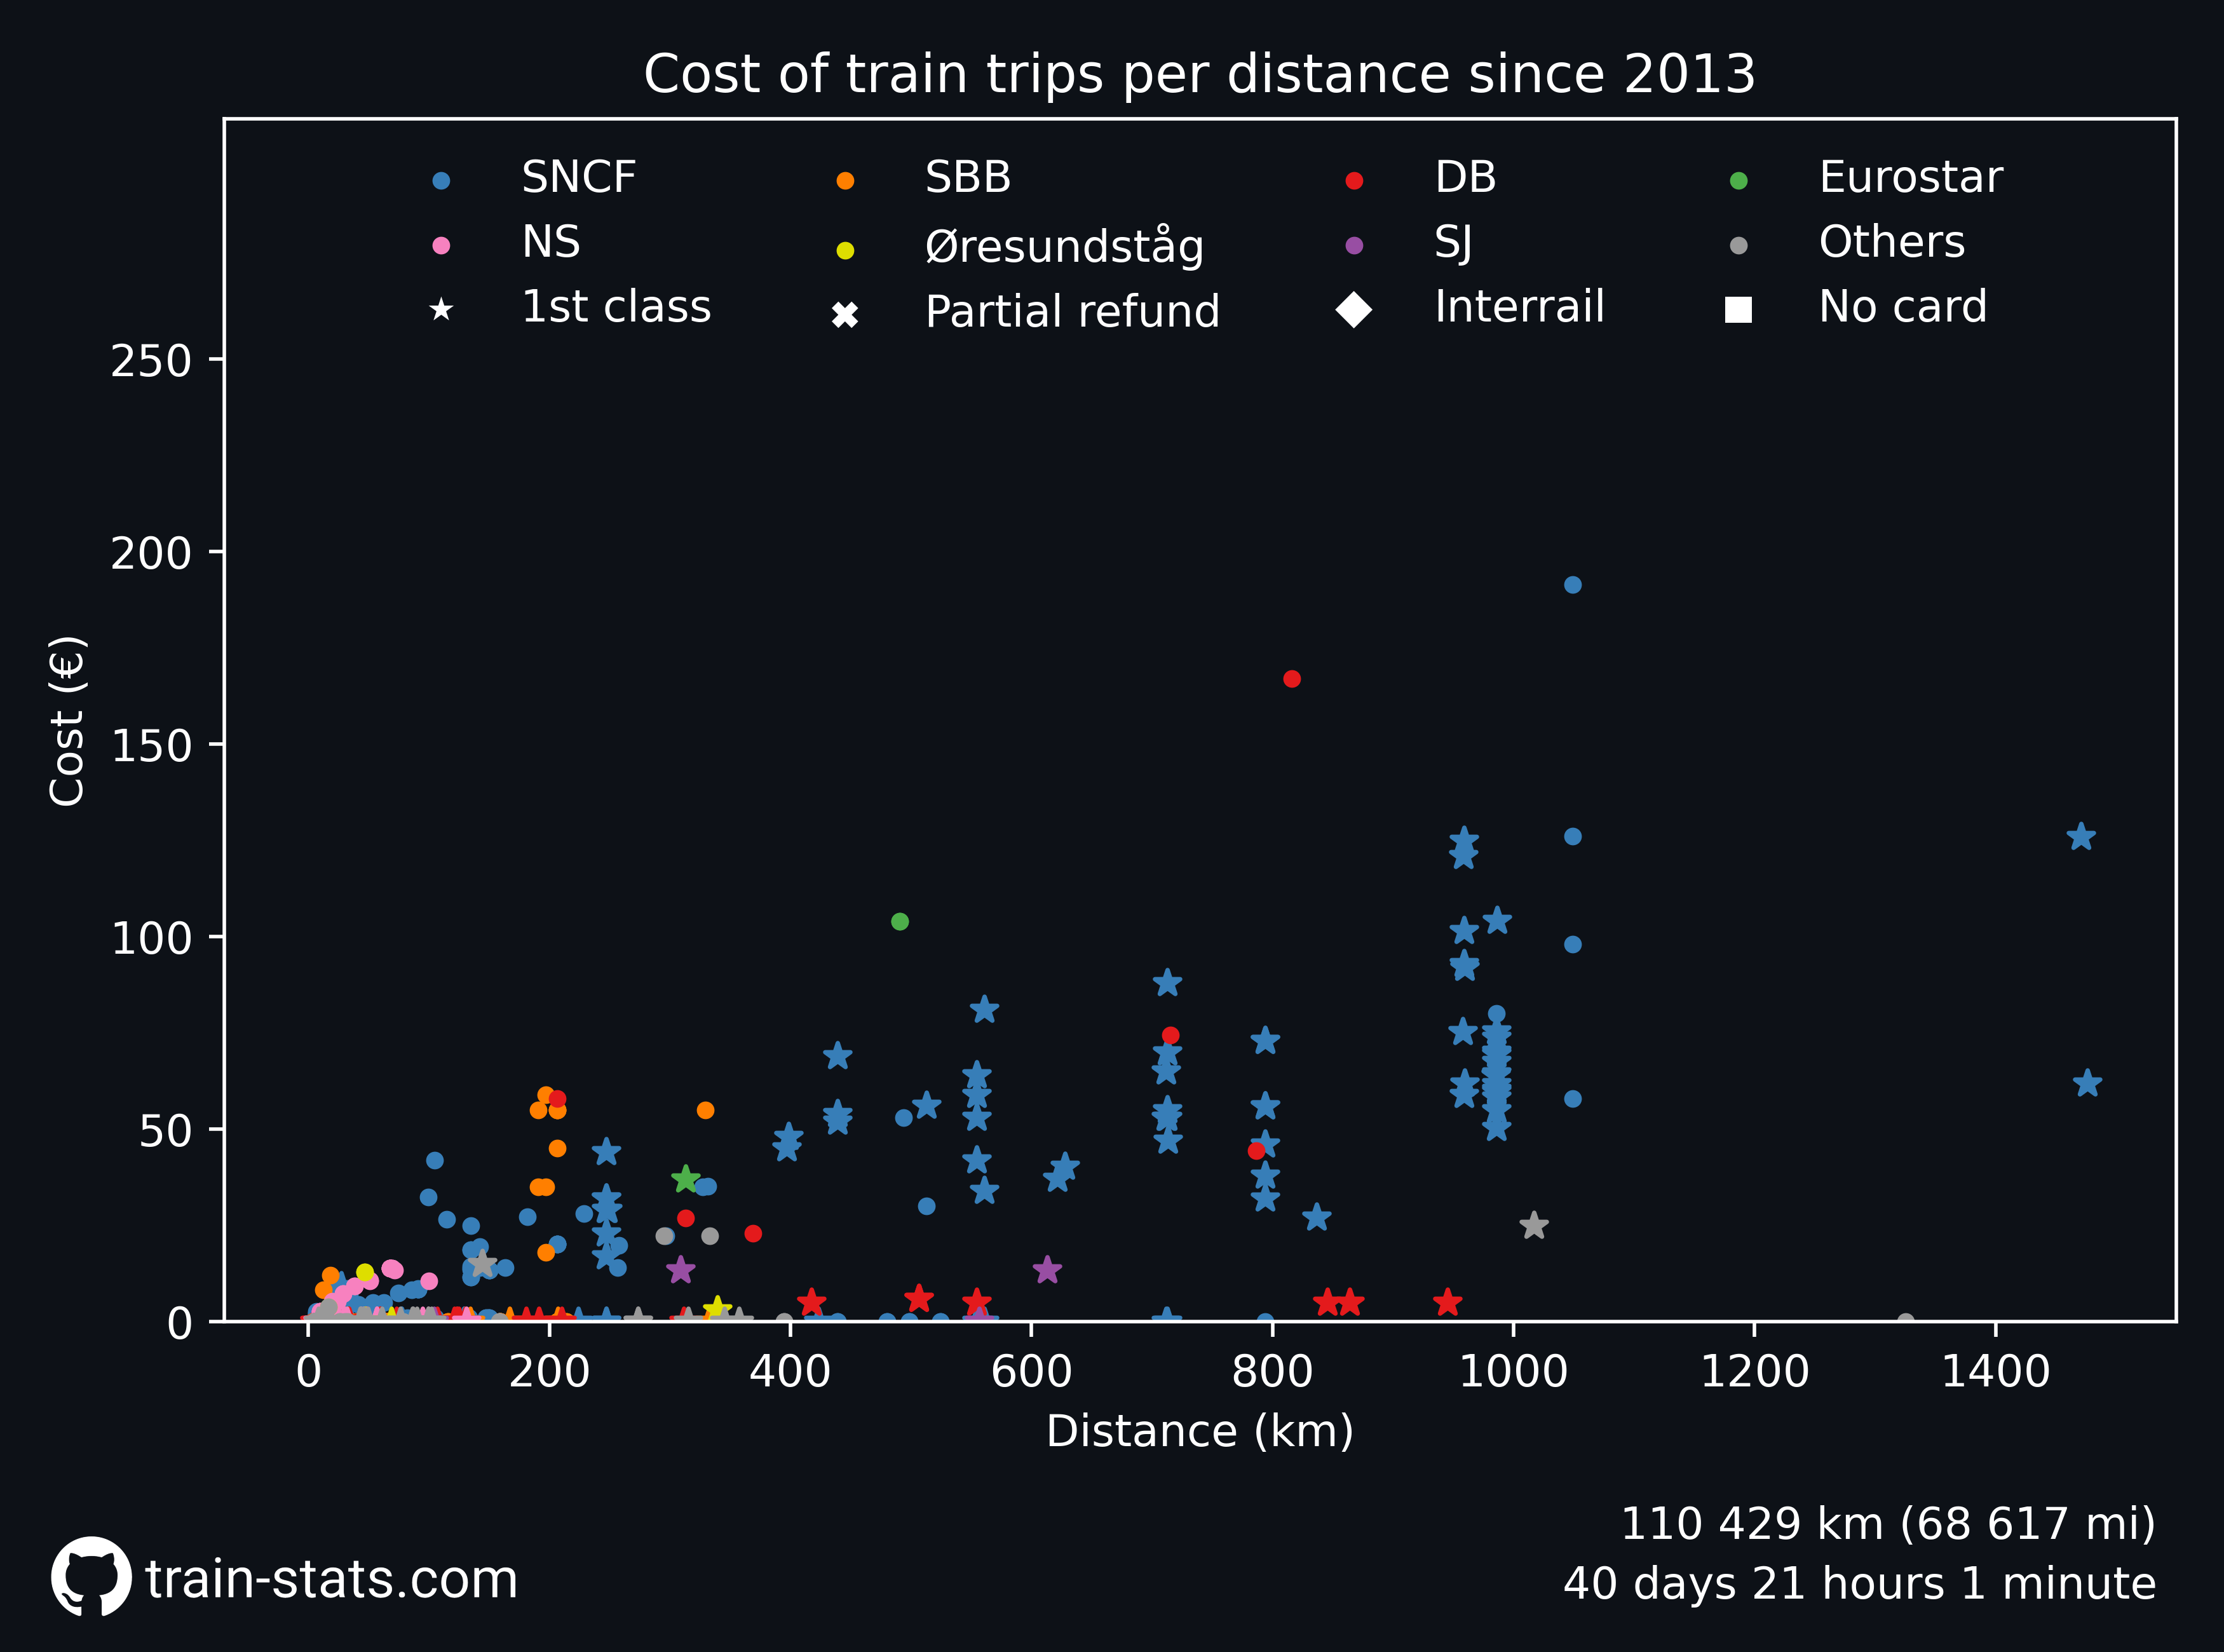 Cost of train trips per distance since 2013
SNCF SBB DB Eurostar
NS Øresundståg SJ Others
1st class Partial refund Interrail No card
250
200
150
100
50
0
Cost (€)
0 200 400 600 800 1000 1200 1400
Distance (km)
110 429 km (68 617 mi)
40 days 21 hours 1 minute
train-stats.com